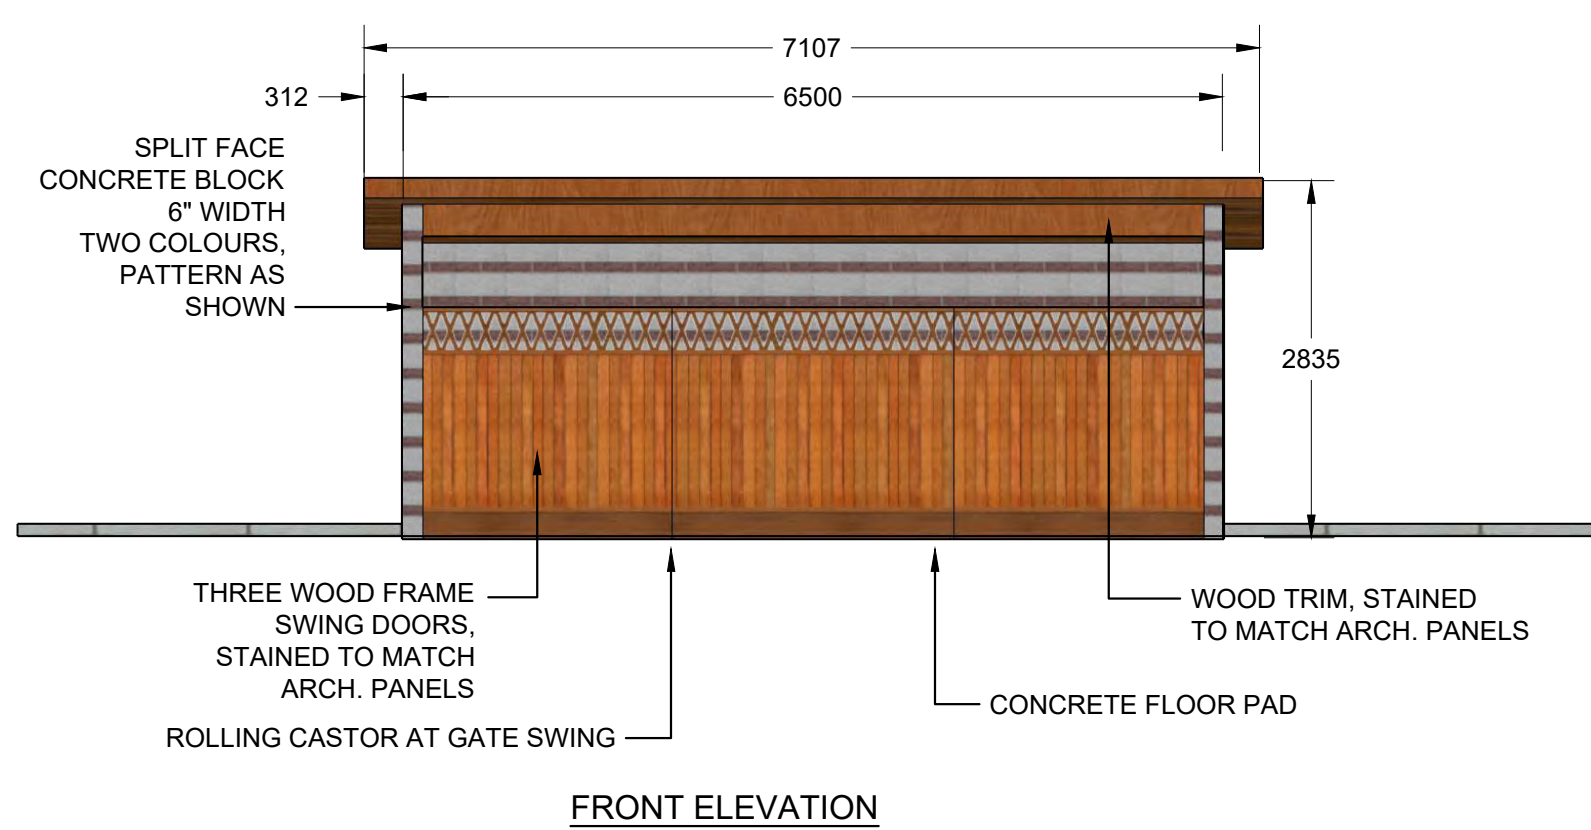 7107
312
6500
SPLIT FACE
CONCRETE BLOCK
6" WIDTH
TWO COLOURS,
PATTERN AS
SHOWN
2835
THREE WOOD FRAME
SWING DOORS,
STAINED TO MATCH
ARCH. PANELS
WOOD TRIM, STAINED
TO MATCH ARCH. PANELS
CONCRETE FLOOR PAD
ROLLING CASTOR AT GATE SWING
FRONT ELEVATION